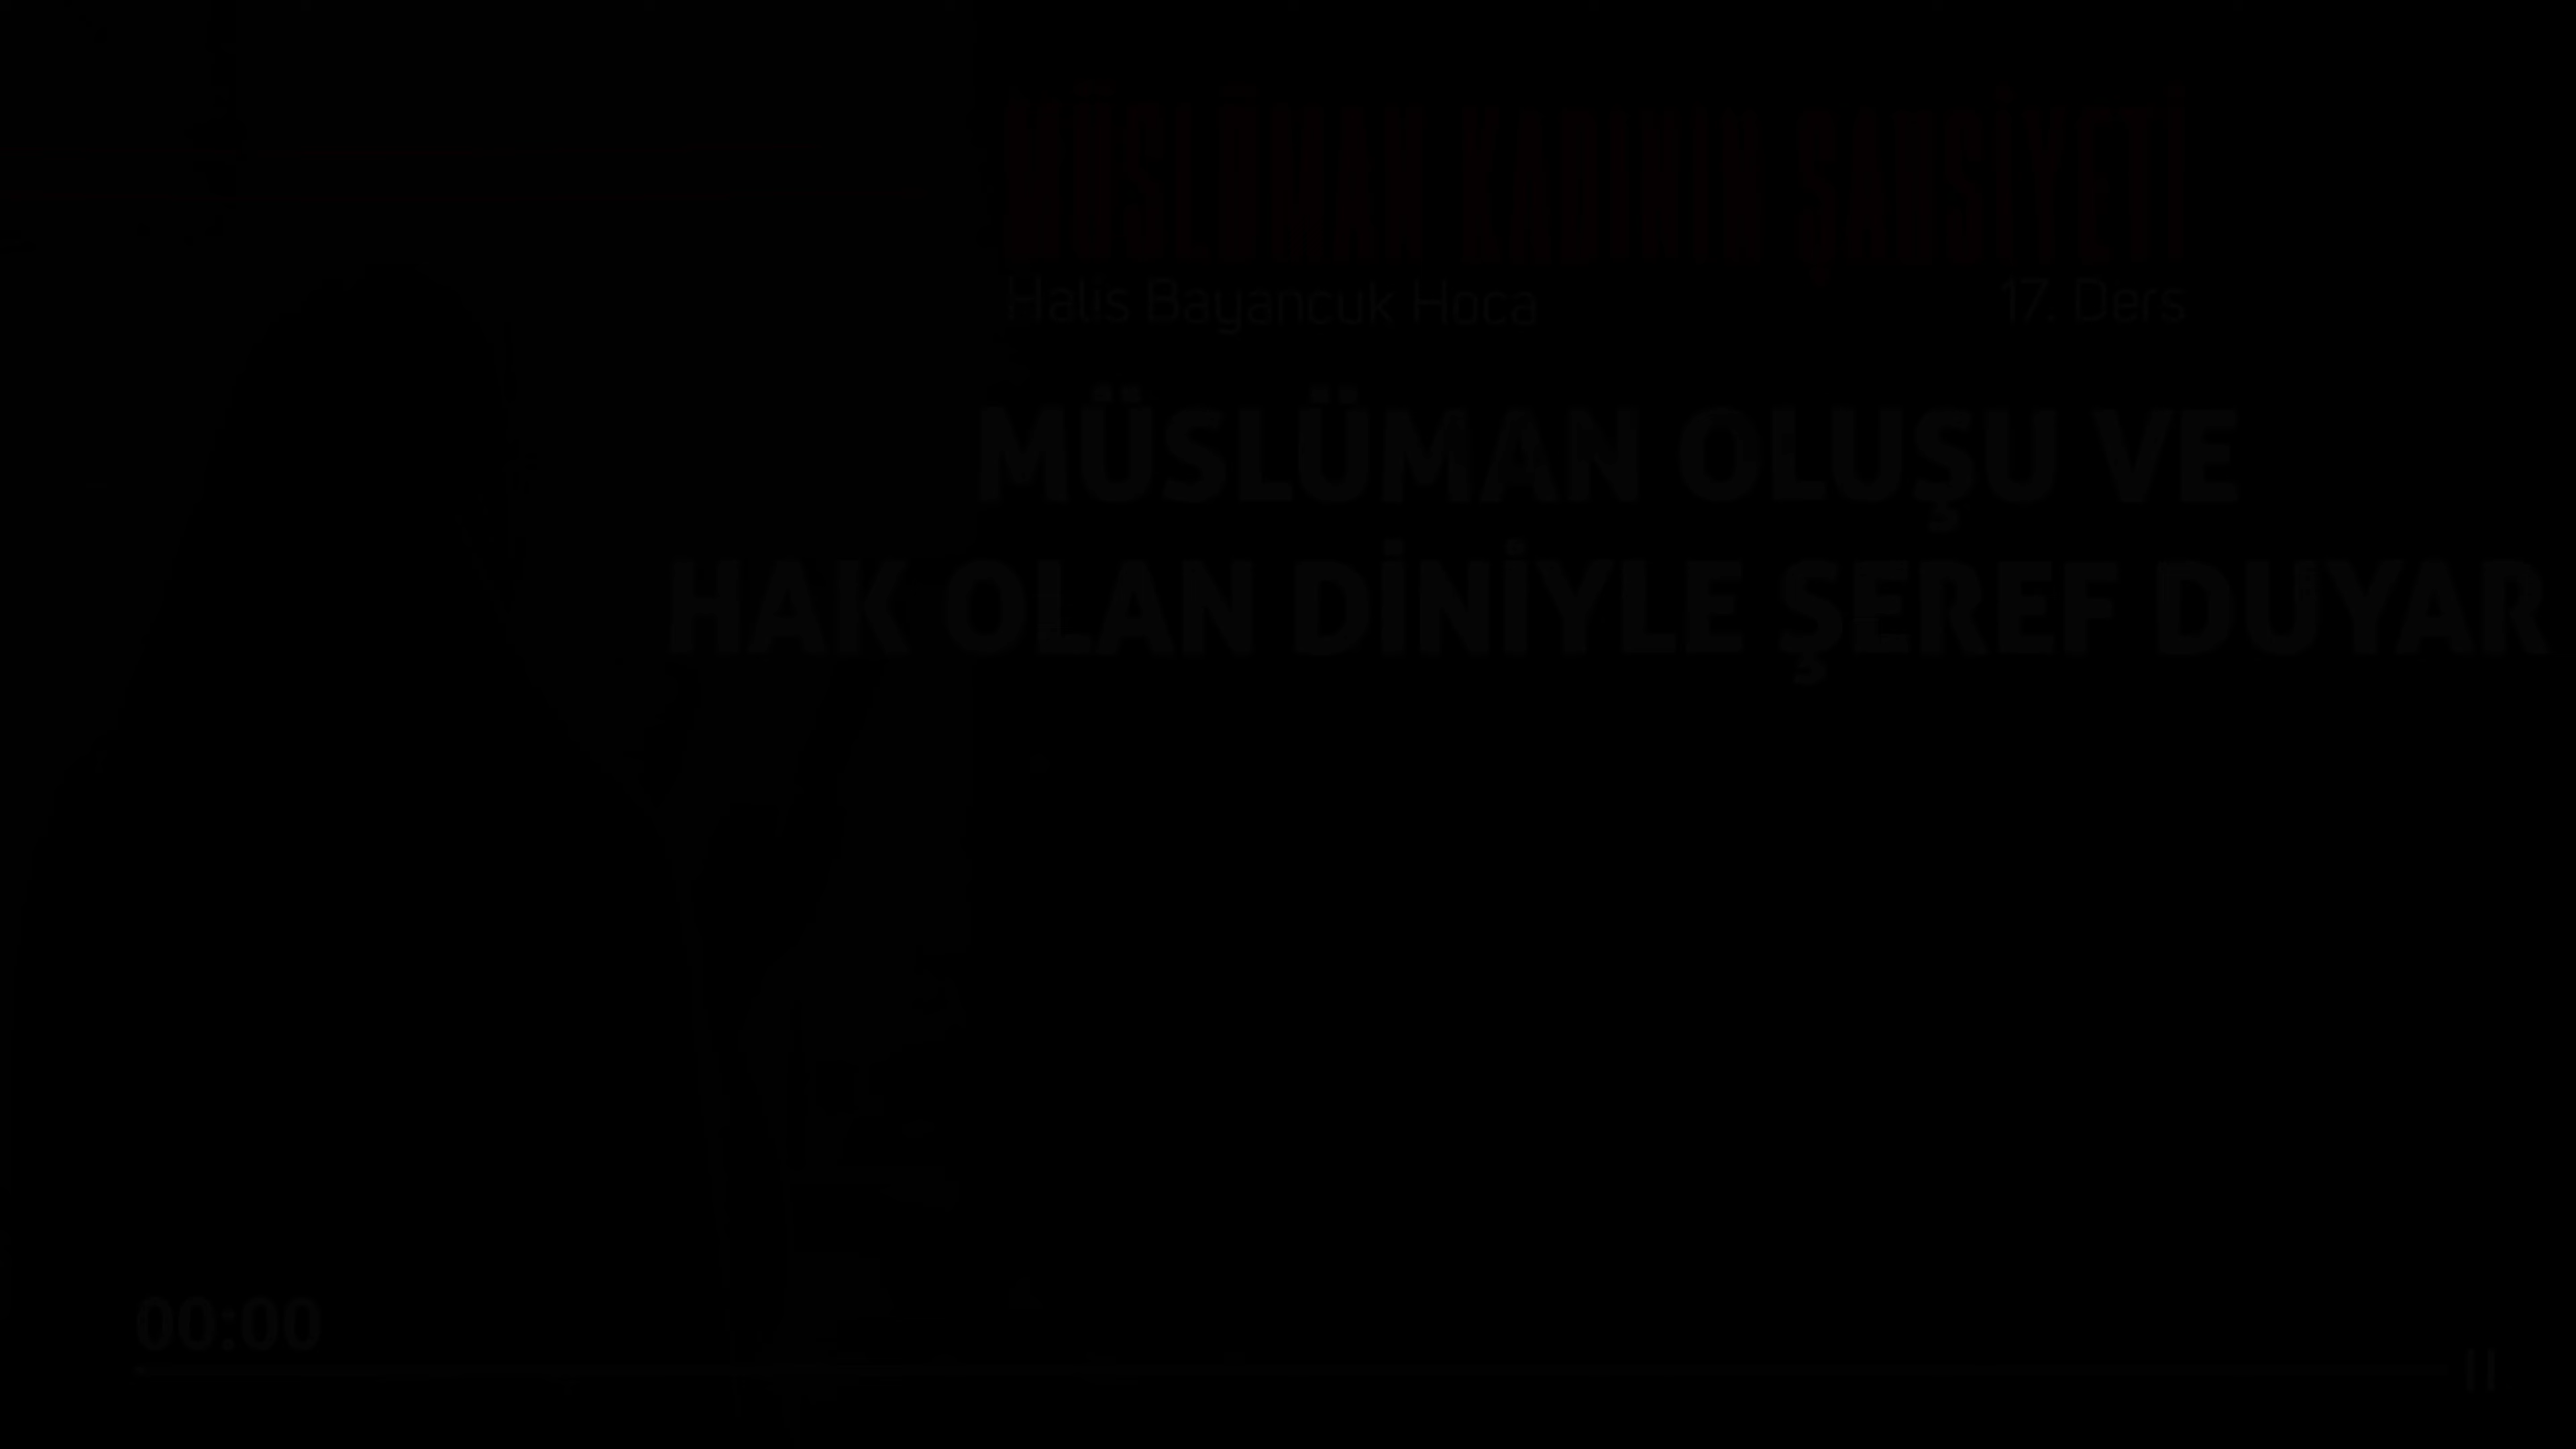 MÜSLÜMAN KADININ ŞAHSİYETİ
Halis Bayancuk Hoca 17. Ders
MÜSLÜMAN OLUŞU VE
HAK OLAN DİNİYLE ŞEREF DUYAR
00:00